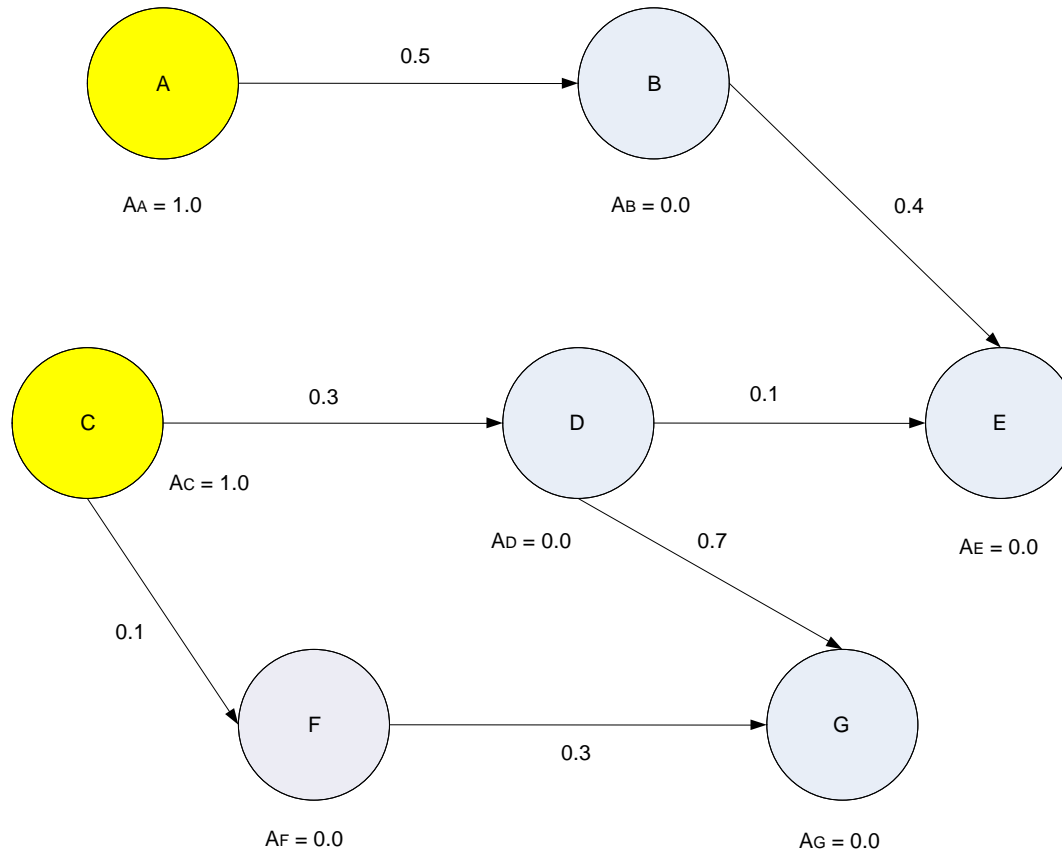 0.5
A
B
AA = 1.0
AB = 0.0
0.4
0.3
0.1
C
D
E
AC = 1.0
AD = 0.0
0.7
AE = 0.0
0.1
F
G
0.3
AF = 0.0
AG = 0.0